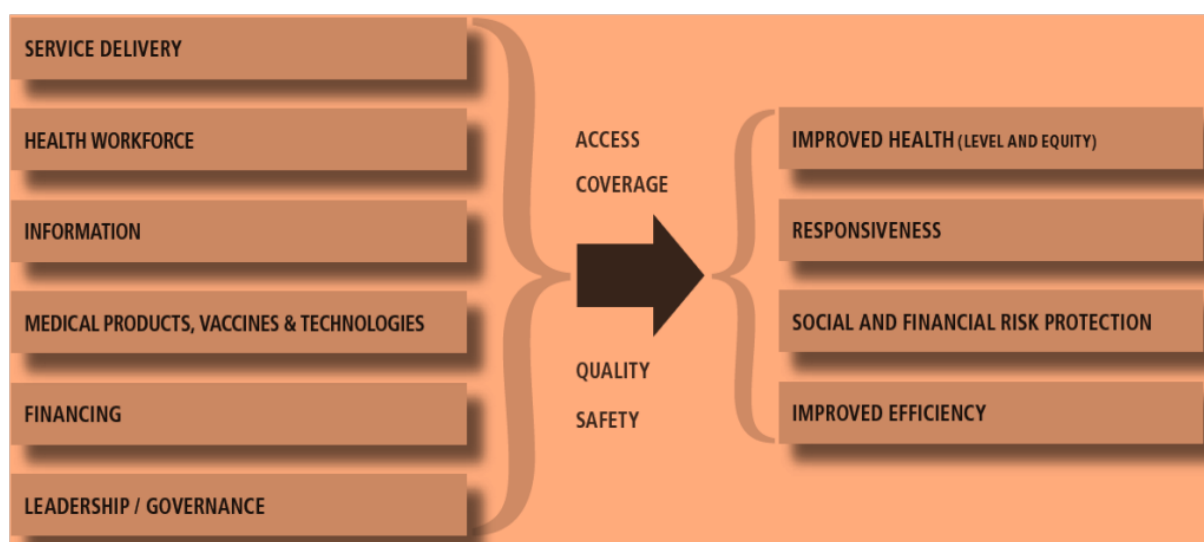 SERVICE DELIVERY
HEALTH WORKFORCE
INFORMATION
MEDICAL PRODUCTS, VACCINES & TECHNOLOGIES
FINANCING
LEADERSHIP / GOVERNANCE
ACCESS
COVERAGE
QUALITY
SAFETY
IMPROVED HEALTH (LEVEL AND EQUITY)
RESPONSIVENESS
SOCIAL AND FINANCIAL RISK PROTECTION
IMPROVED EFFICIENCY